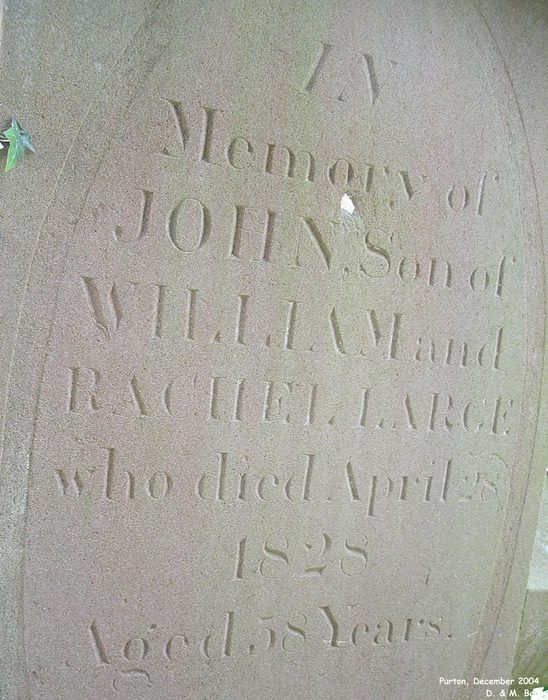 IN
Memory of
JOHN, Son of
WILLIAM and
RACHEL LARGE
who died April 28
1828
Aged 58 Years.
Purton, December 2004
D. & M.